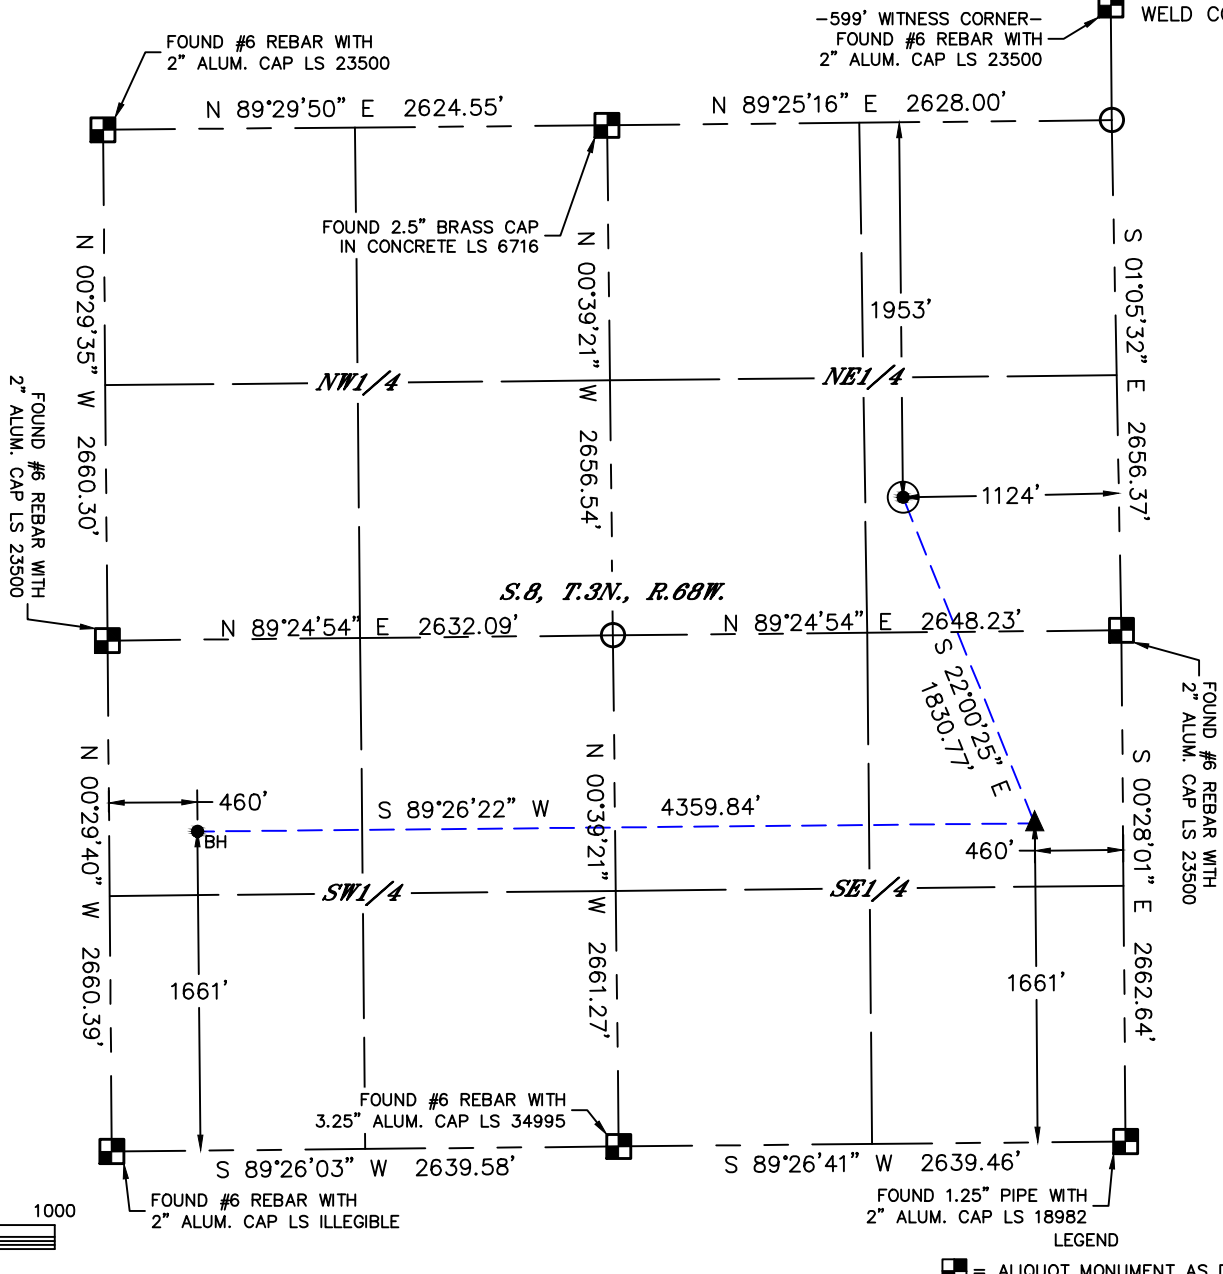 -599' WITNESS CORNER-
FOUND #6 REBAR WITH
2" ALUM. CAP LS 23500
WELD
FOUND #6 REBAR WITH
2" ALUM. CAP LS 23500
N 89°29'50" E 2624.55'
N 89°25'16" E 2628.00'
FOUND 2.5" BRASS CAP
IN CONCRETE LS 6716
N 00°29'35" W 2660.30'
N 00°39'21" W 2656.54'
S 01°05'32" E 2656.37'
1953'
NW1/4
NE1/4
FOUND #6 REBAR WITH
2" ALUM. CAP LS 23500
1124'
S.8, T.3N., R.68W.
N 89°24'54" E 2632.09'
N 89°24'54" E 2648.23'
S 22°00'25" E
1830.77'
FOUND #6 REBAR WITH
2" ALUM. CAP LS 23500
N 00°29'40" W 2660.39'
N 00°39'21" W 2661.27'
S 00°28'01" E 2662.64'
460'
S 89°26'22" W 4359.84'
BH
460'
SW1/4
SE1/4
1661'
1661'
FOUND #6 REBAR WITH
3.25" ALUM. CAP LS 34995
S 89°26'03" W 2639.58'
S 89°26'41" W 2639.46'
FOUND #6 REBAR WITH
2" ALUM. CAP LS ILLEGIBLE
FOUND 1.25" PIPE WITH
2" ALUM. CAP LS 18982
1000
LEGEND
= ALIQUOT MONUMENT AS